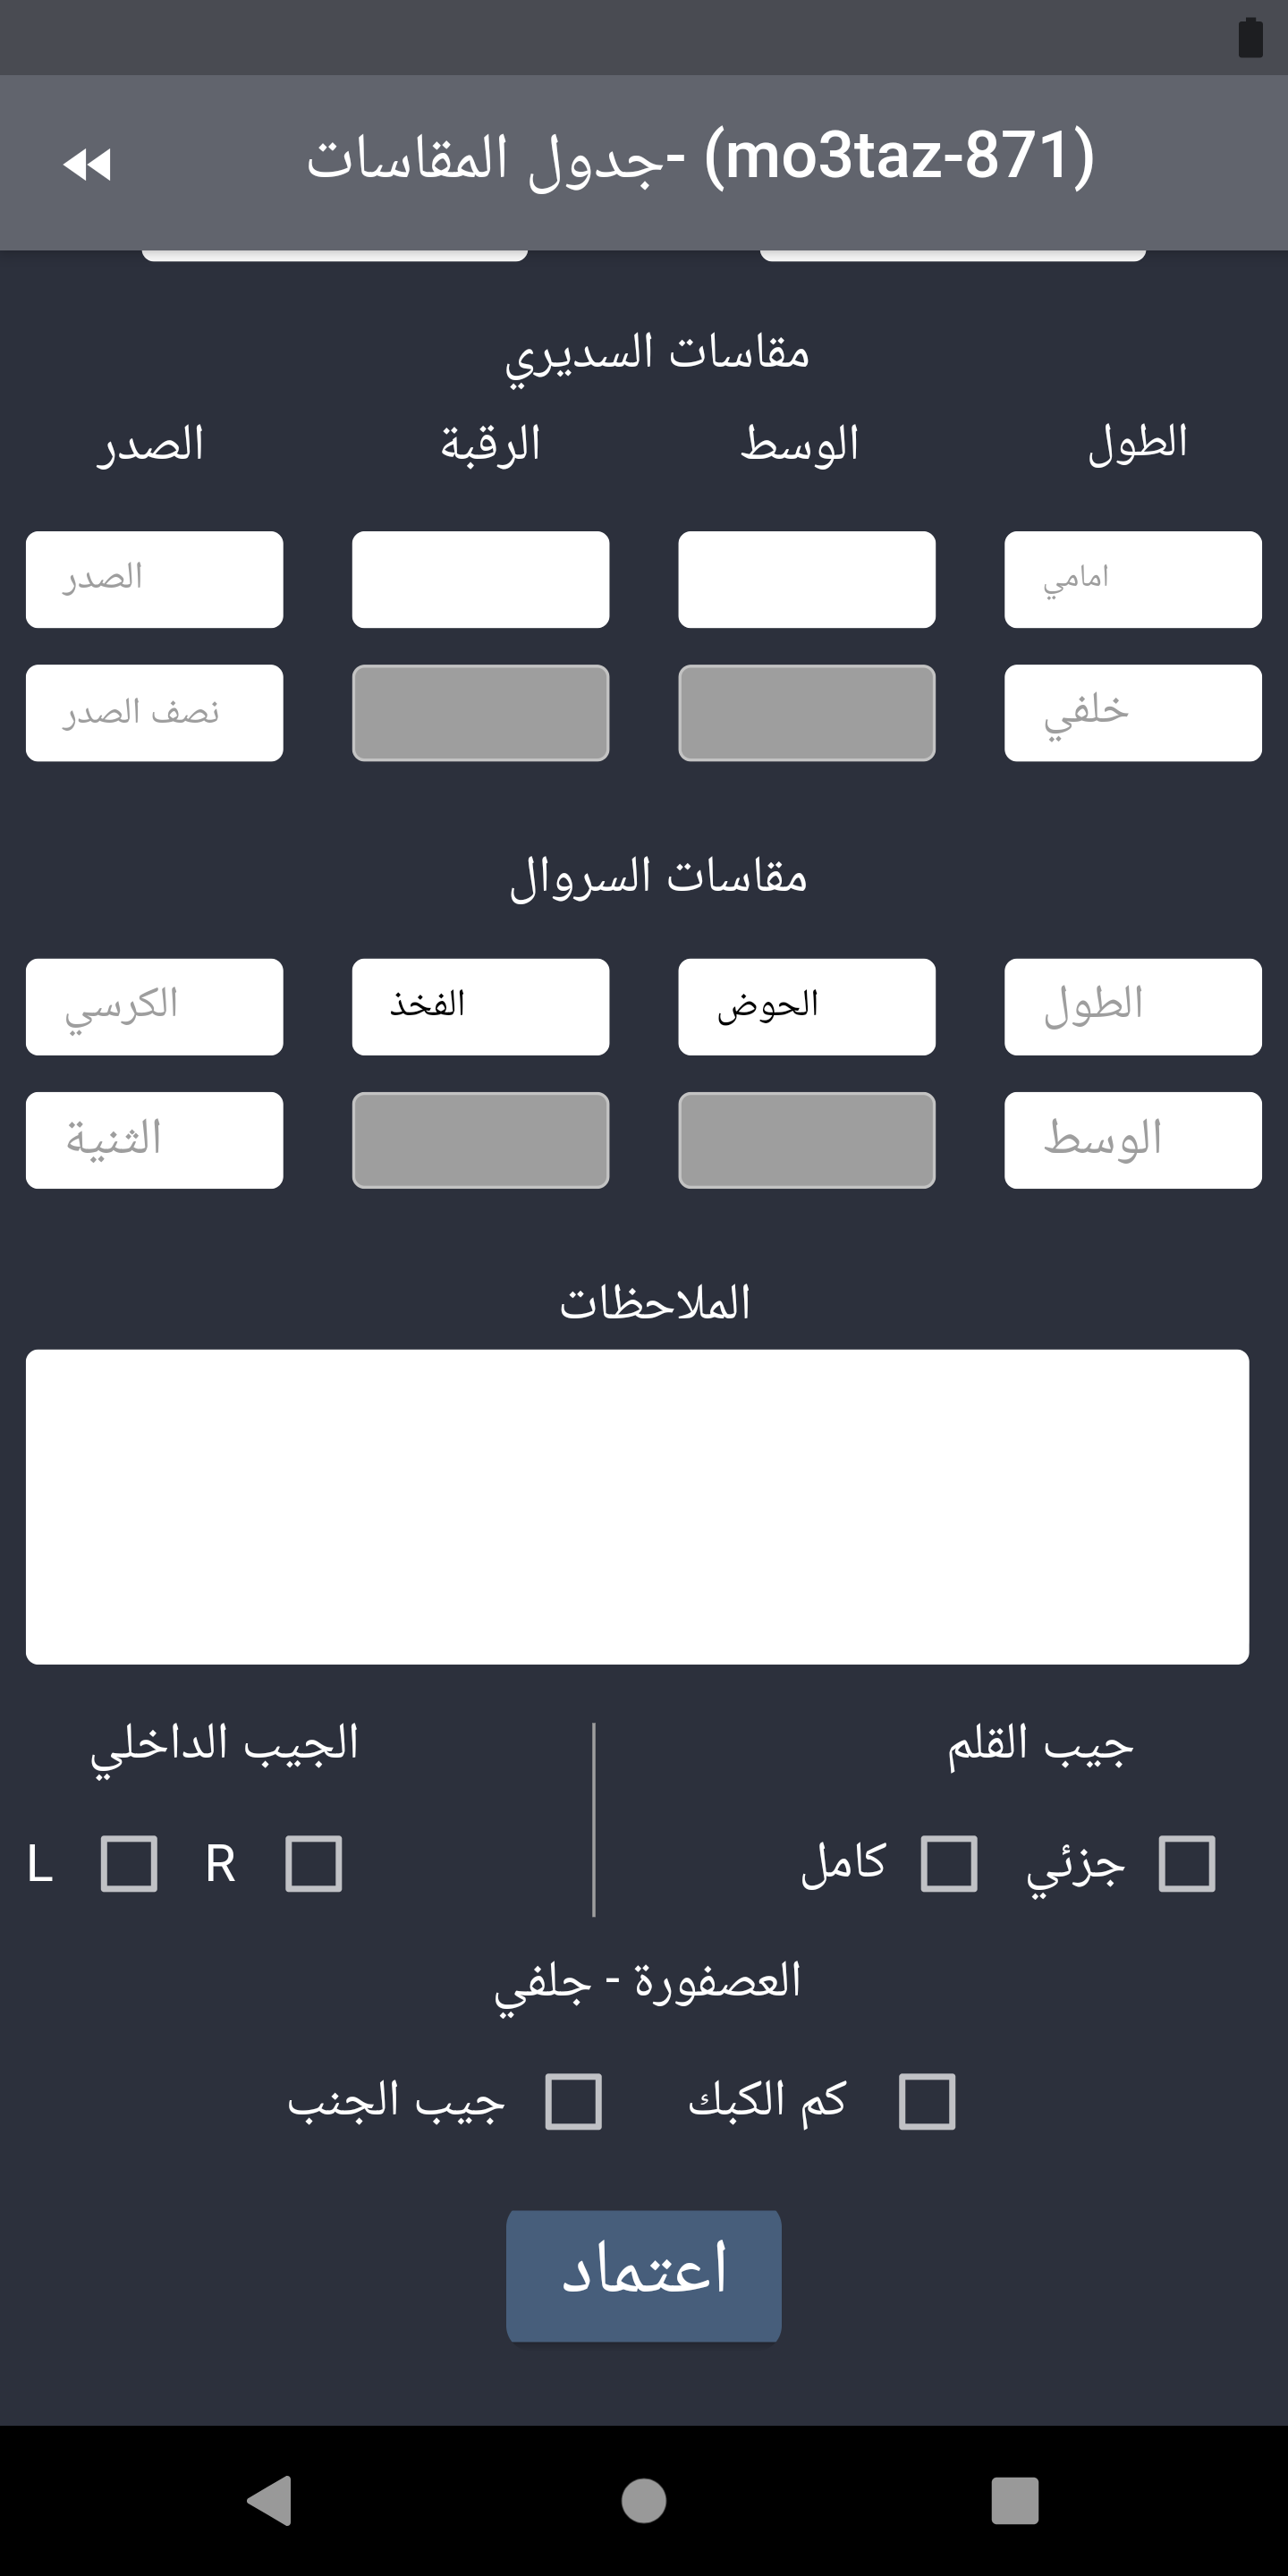 (mo3taz-871) -جدول المقاسات
مقاسات السديري
الطول الوسط الرقبة الصدر
امامي الصدر
خلفي نصف الصدر
مقاسات السروال
الطول الحوض الفخذ الكرسي
الوسط الثنية
الملاحظات
جيب القلم الجيب الداخلي
جزئي كامل R L
العصفورة - جلفي
كم الكبك جيب الجنب
اعتماد